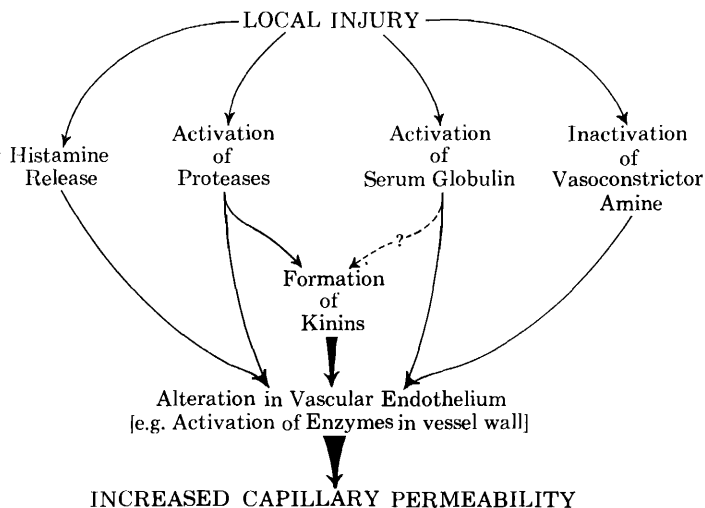 LOCAL INJURY
Histamine
Release
Activation
of
Proteases
Activation
of
Serum Globulin
Inactivation
of
Vasoconstrictor
Amine
?
Formation
of
Kinins
Alteration in Vascular Endothelium
[e.g. Activation of Enzymes in vessel wall]
INCREASED CAPILLARY PERMEABILITY